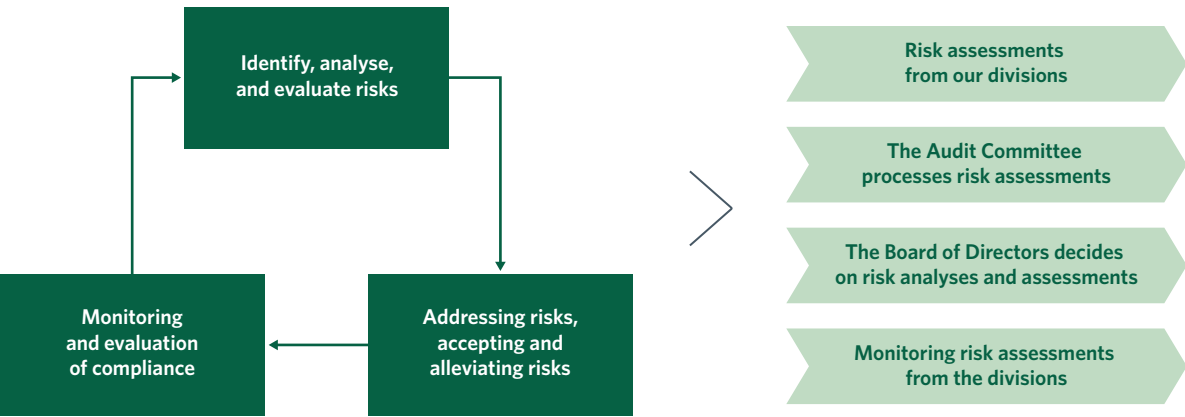 Identify, analyse,
and evaluate risks
Monitoring
and evaluation
of compliance
Addressing risks,
accepting and
alleviating risks
Risk assessments
from our divisions
The Audit Committee
processes risk assessments
The Board of Directors decides
on risk analyses and assessments
Monitoring risk assessments
from the divisions